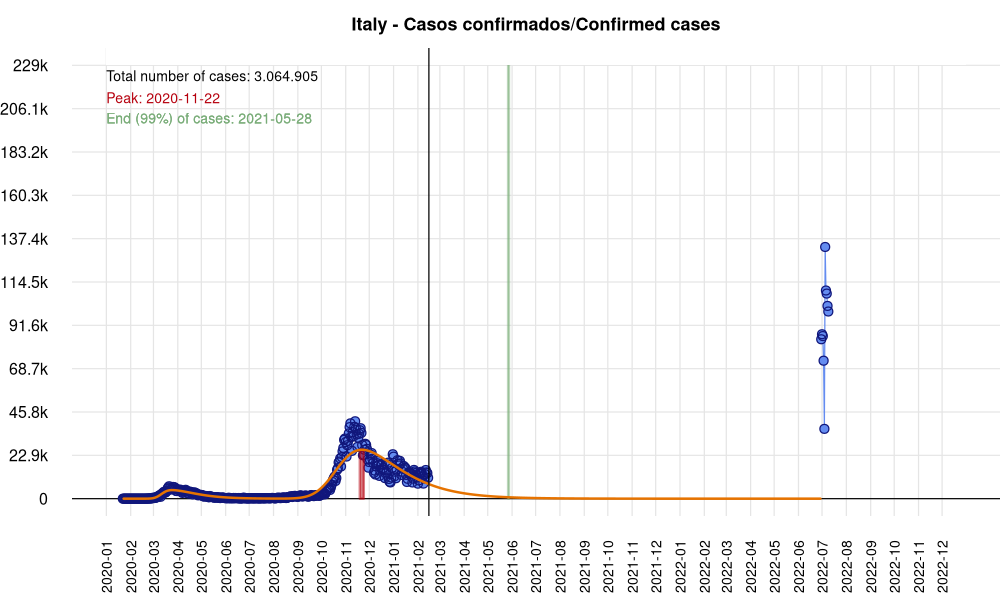 Italy - Casos confirmados/Confirmed cases
229k
206.1k
183.2k
160.3k
137.4k
114.5k
91.6k
68.7k
45.8k
22.9k
0
Total number of cases: 3.064.905
Peak: 2020-11-22
End (99%) of cases: 2021-05-28
2020-01
2020-02
2020-03
2020-04
2020-05
2020-06
2020-07
2020-08
2020-09
2020-10
2020-11
2020-12
2021-01
2021-02
2021-03
2021-04
2021-05
2021-06
2021-07
2021-08
2021-09
2021-10
2021-11
2021-12
2022-01
2022-02
2022-03
2022-04
2022-05
2022-06
2022-07
2022-08
2022-09
2022-10
2022-11
2022-12